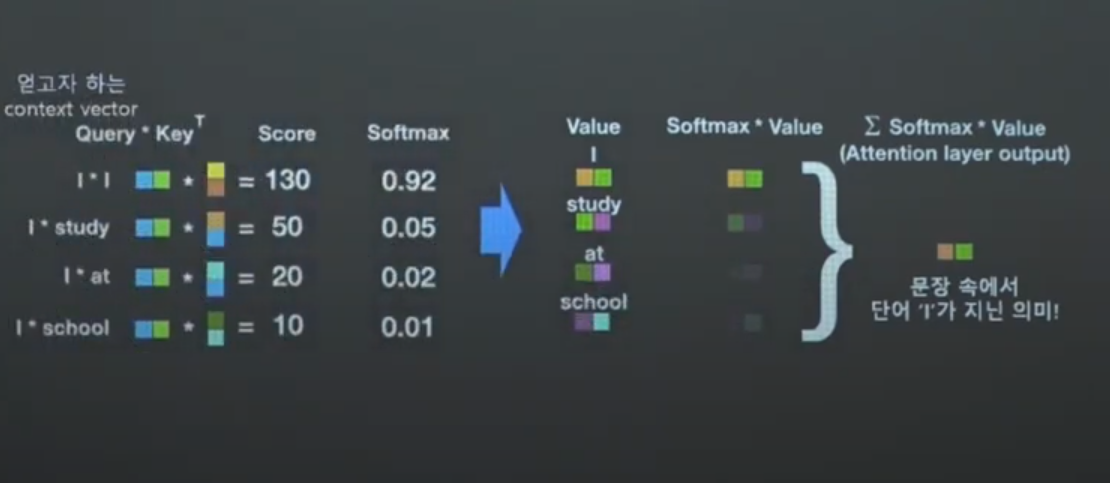 얻고자 하는
context vector
Query * Key^T Score Softmax
I * I * = 130 0.92
I * study * = 50 0.05
I * at * = 20 0.02
I * school * = 10 0.01
Value Softmax * Value
I
study
at
school
Σ Softmax * Value
(Attention layer output)
}
문장 속에서
단어 'I'가 지닌 의미!